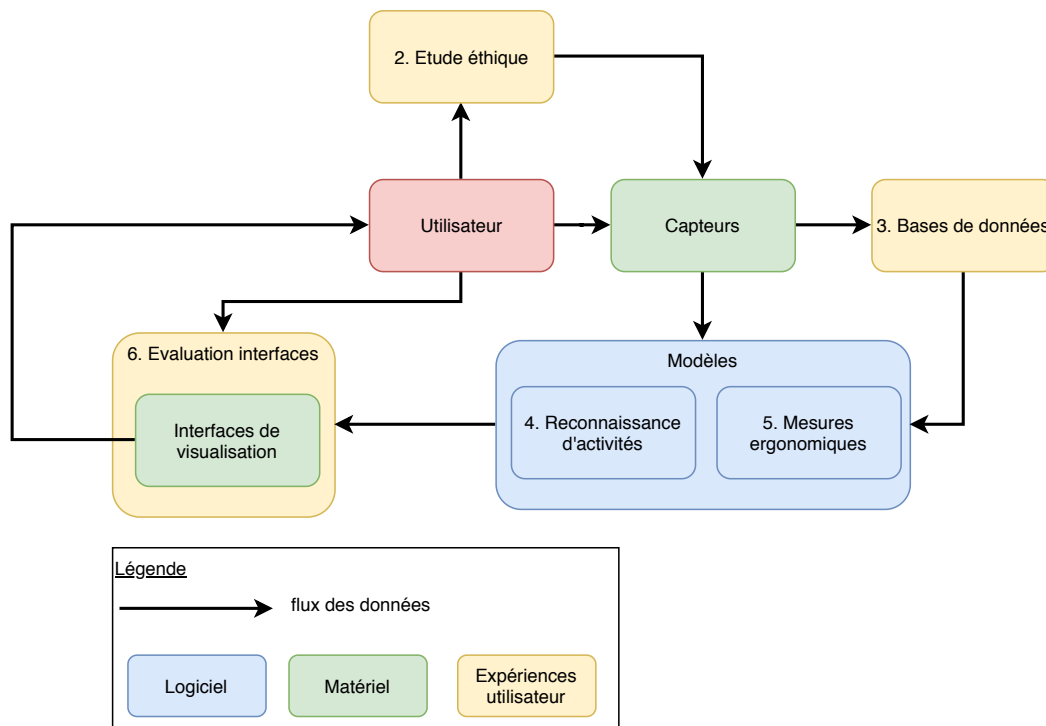 2. Etude éthique
Utilisateur
Capteurs
3. Bases de données
6. Evaluation interfaces
Interfaces de
visualisation
Modèles
4. Reconnaissance
d'activités
5. Mesures
ergonomiques
Légende
flux des données
Logiciel
Matériel
Expériences
utilisateur